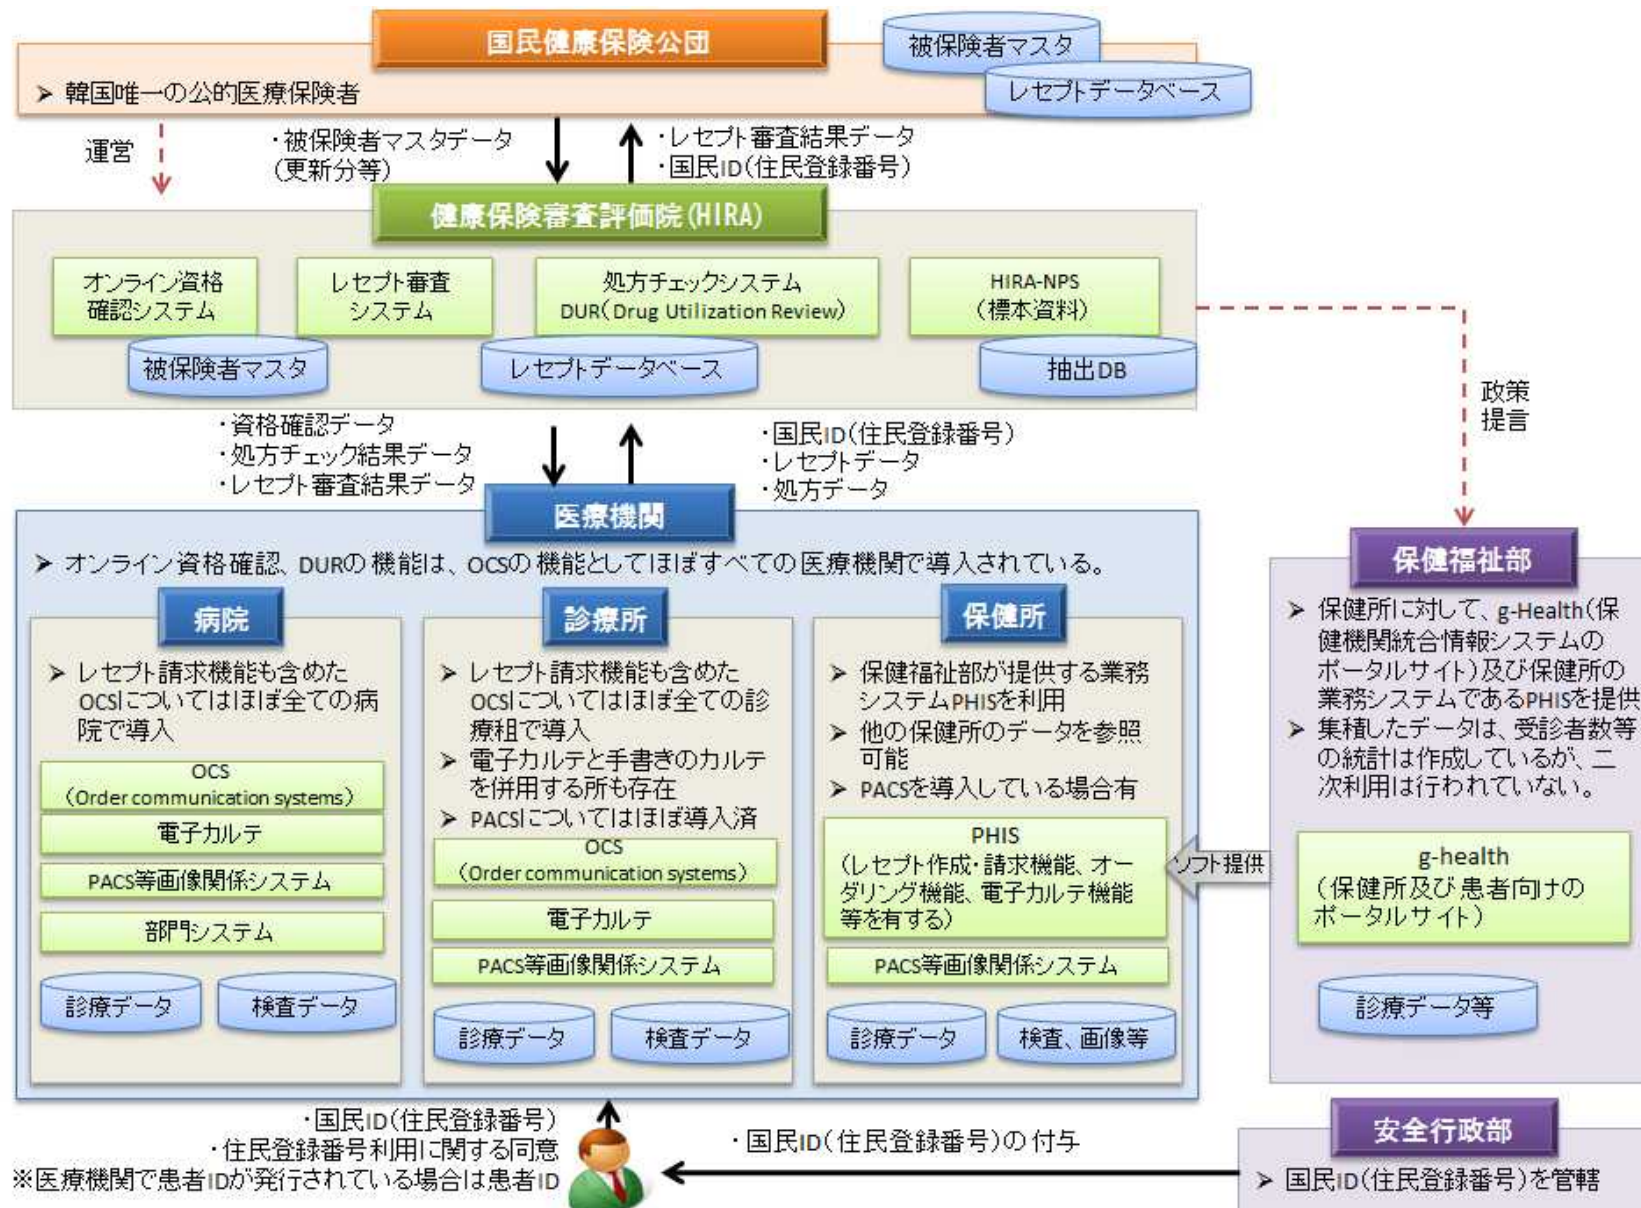 国民健康保険公団
被保険者マスタ
レセプトデータベース
➢ 韓国唯一の公的医療保険者
運営
・被保険者マスタデータ
(更新分等)
・レセプト審査結果データ
・国民ID(住民登録番号)
健康保険審査評価院(HIRA)
オンライン資格
確認システム
レセプト審査
システム
処方チェックシステム
DUR(Drug Utilization Review)
HIRA-NPS
(標本資料)
被保険者マスタ
レセプトデータベース
抽出DB
政策
提言
・資格確認データ
・処方チェック結果データ
・レセプト審査結果データ
・国民ID(住民登録番号)
・レセプトデータ
・処方データ
医療機関
➢ オンライン資格確認、DURの機能は、OCSの機能としてほぼすべての医療機関で導入されている。
病院
➢ レセプト請求機能も含めた
OCSについてはほぼ全ての病
院で導入
OCS
(Order communication systems)
電子カルテ
PACS等画像関係システム
部門システム
診療データ
検査データ
診療所
➢ レセプト請求機能も含めた
OCSについてはほぼ全ての診
療租で導入
➢ 電子カルテと手書きのカルテ
を併用する所も存在
➢ PACSについてはほぼ導入済
OCS
(Order communication systems)
電子カルテ
PACS等画像関係システム
診療データ
検査データ
保健所
➢ 保健福祉部が提供する業務
システムPHISを利用
➢ 他の保健所のデータを参照
可能
➢ PACSを導入している場合有
PHIS
(レセプト作成・請求機能、オー
ダリング機能、電子カルテ機能
等を有する)
PACS等画像関係システム
診療データ
検査、画像等
ソフト提供
保健福祉部
➢ 保健所に対して、g-Health(保
健機関統合情報システムの
ポータルサイト)及び保健所の
業務システムであるPHISを提供
➢ 集積したデータは、受診者数等
の統計は作成しているが、二
次利用は行われていない。
g-health
(保健所及び患者向けの
ポータルサイト)
診療データ等
・国民ID(住民登録番号)
・住民登録番号利用に関する同意
※医療機関で患者IDが発行されている場合は患者ID
・国民ID(住民登録番号)の付与
安全行政部
➢ 国民ID(住民登録番号)を管轄